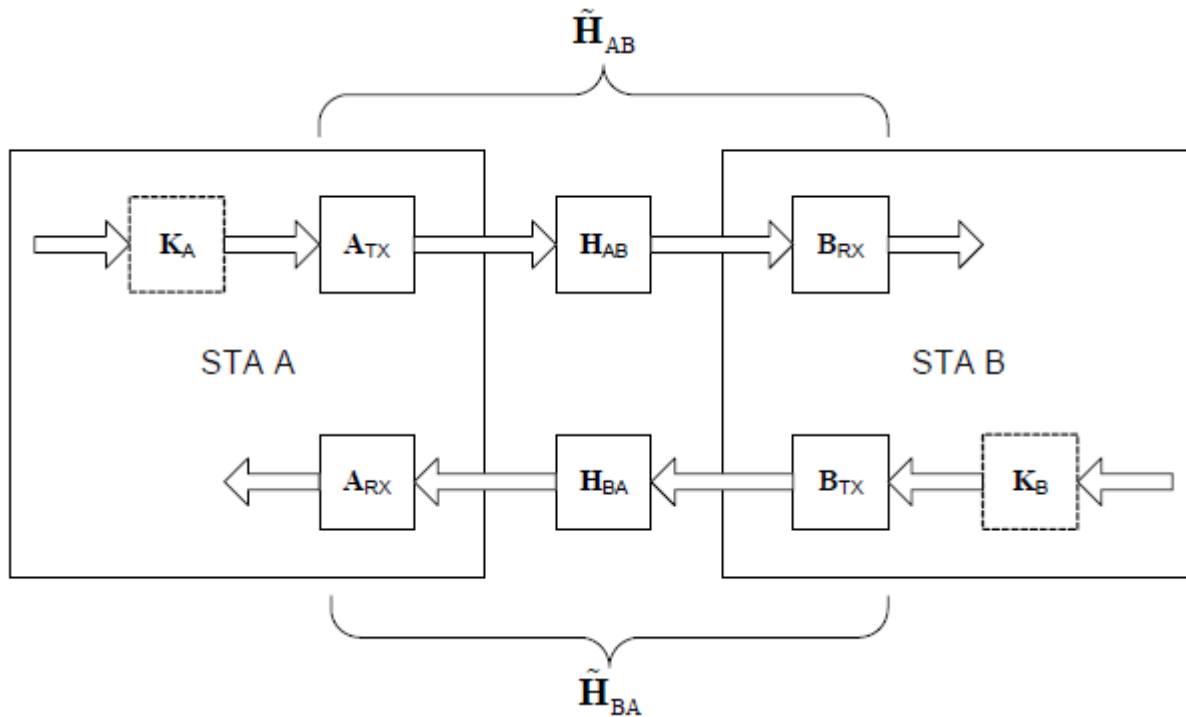 H̃AB
KA ATX HAB BRX
STA A STA B
ARX HBA BTX KB
H̃BA